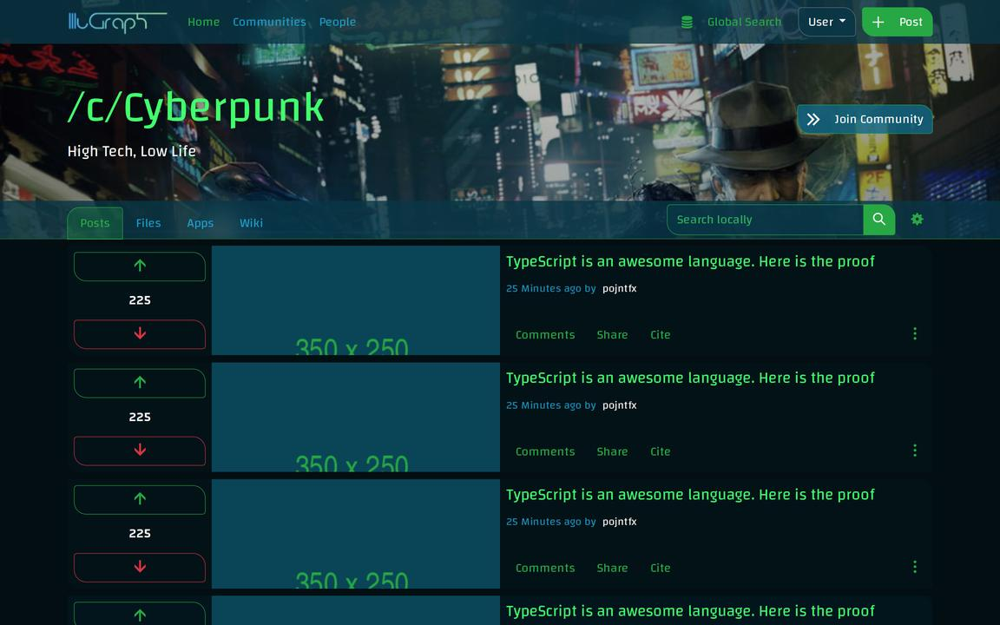 Home Communities People Global Search User Post
/c/Cyberpunk
Join Community
High Tech, Low Life
Posts Files Apps Wiki Search locally
TypeScript is an awesome language. Here is the proof
25 Minutes ago by pojntfx
225
350 x 250
Comments Share Cite
TypeScript is an awesome language. Here is the proof
25 Minutes ago by pojntfx
225
350 x 250
Comments Share Cite
TypeScript is an awesome language. Here is the proof
25 Minutes ago by pojntfx
225
350 x 250
Comments Share Cite
TypeScript is an awesome language. Here is the proof